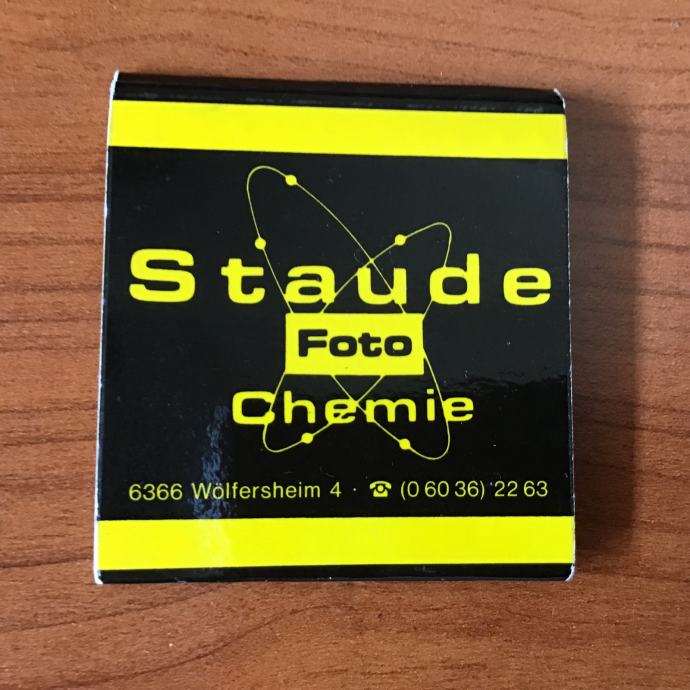 Staude
Foto
Chemie
6366 Wölfersheim 4 · ☎ (0 60 36) 22 63